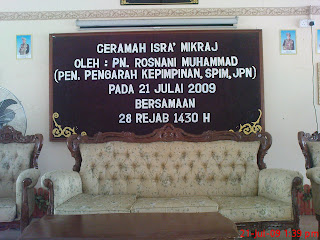 CERAMAH ISRA' MIKRAJ
OLEH : PN. ROSNANI MUHAMMAD
(PEN. PENGARAH KEPIMPINAN, SPIM, JPN)
PADA 21 JULAI 2009
BERSAMAAN
28 REJAB 1430 H